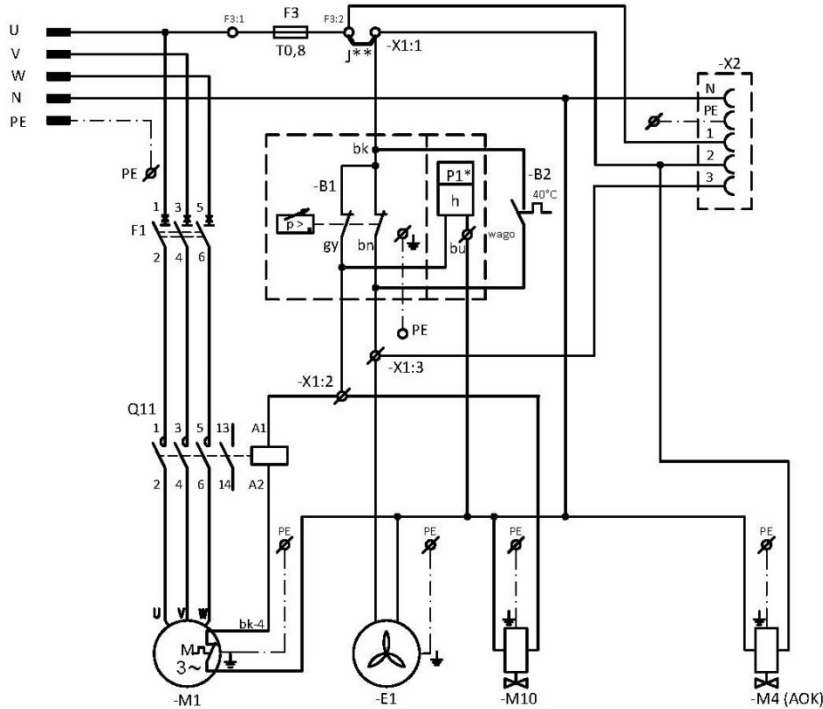 U
F3:1
F3
F3:2
T0,8
J**
-X1:1
V
W
N
PE
-X2
N
PE
1
2
3
PE
bk
-B1
P1*
h
-B2
40°C
p>
gy
bn
bu
wago
1 3 5
F1
2 4 6
PE
-X1:3
-X1:2
Q11
1 3 5 13 A1
2 4 6 14 A2
PE
PE
PE
PE
U V W
bk-4
M
3~
-M1
-E1
-M10
-M4 (AOK)